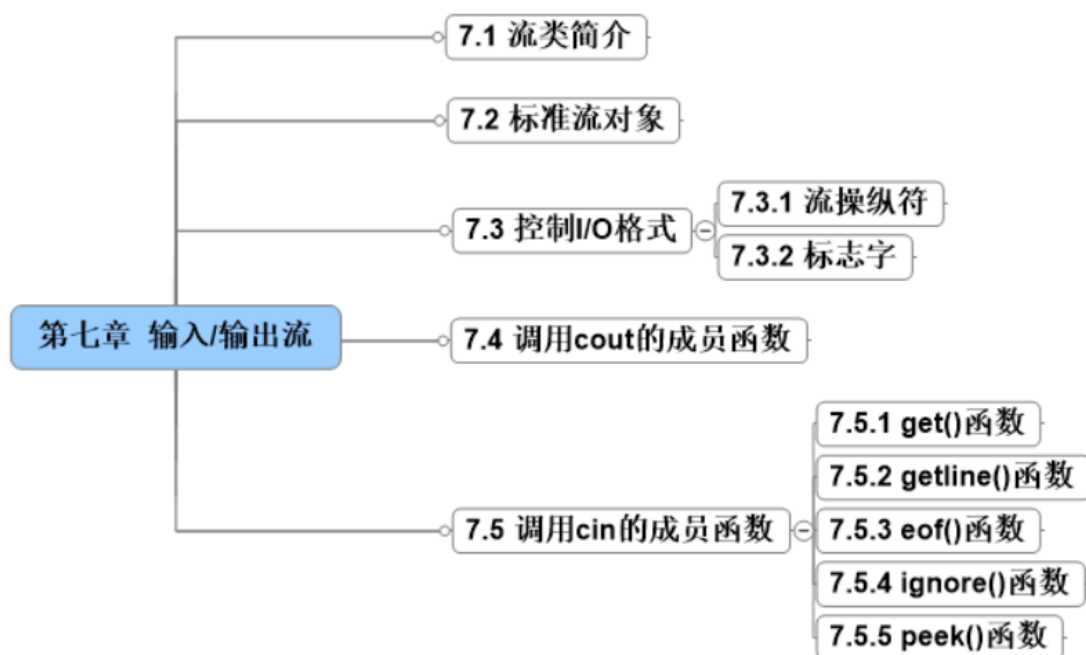 7.1 流类简介
7.2 标准流对象
7.3 控制I/O格式
7.3.1 流操纵符
7.3.2 标志字
第七章 输入/输出流
7.4 调用cout的成员函数
7.5 调用cin的成员函数
7.5.1 get()函数
7.5.2 getline()函数
7.5.3 eof()函数
7.5.4 ignore()函数
7.5.5 peek()函数